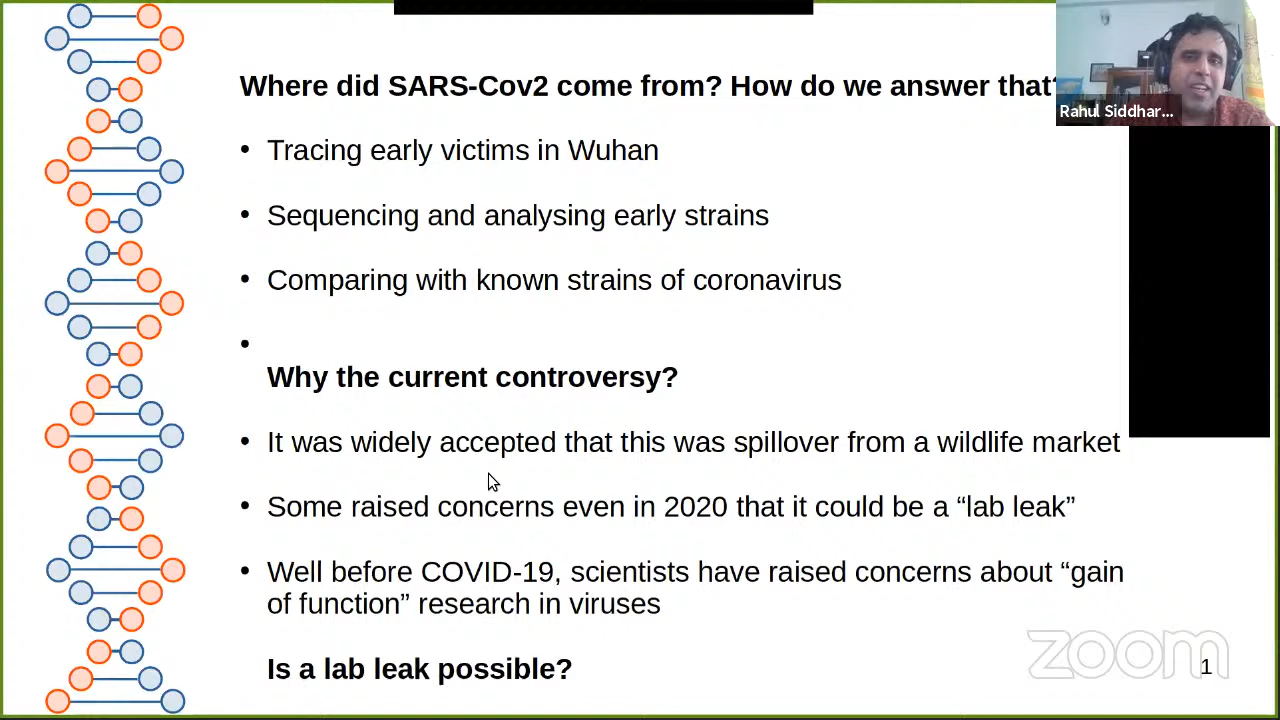 Where did SARS-Cov2 come from? How do we answer that?
Rahul Siddhar...
• Tracing early victims in Wuhan
• Sequencing and analysing early strains
• Comparing with known strains of coronavirus
•
Why the current controversy?
• It was widely accepted that this was spillover from a wildlife market
• Some raised concerns even in 2020 that it could be a “lab leak”
• Well before COVID-19, scientists have raised concerns about “gain
of function” research in viruses
Is a lab leak possible?
zoom
1